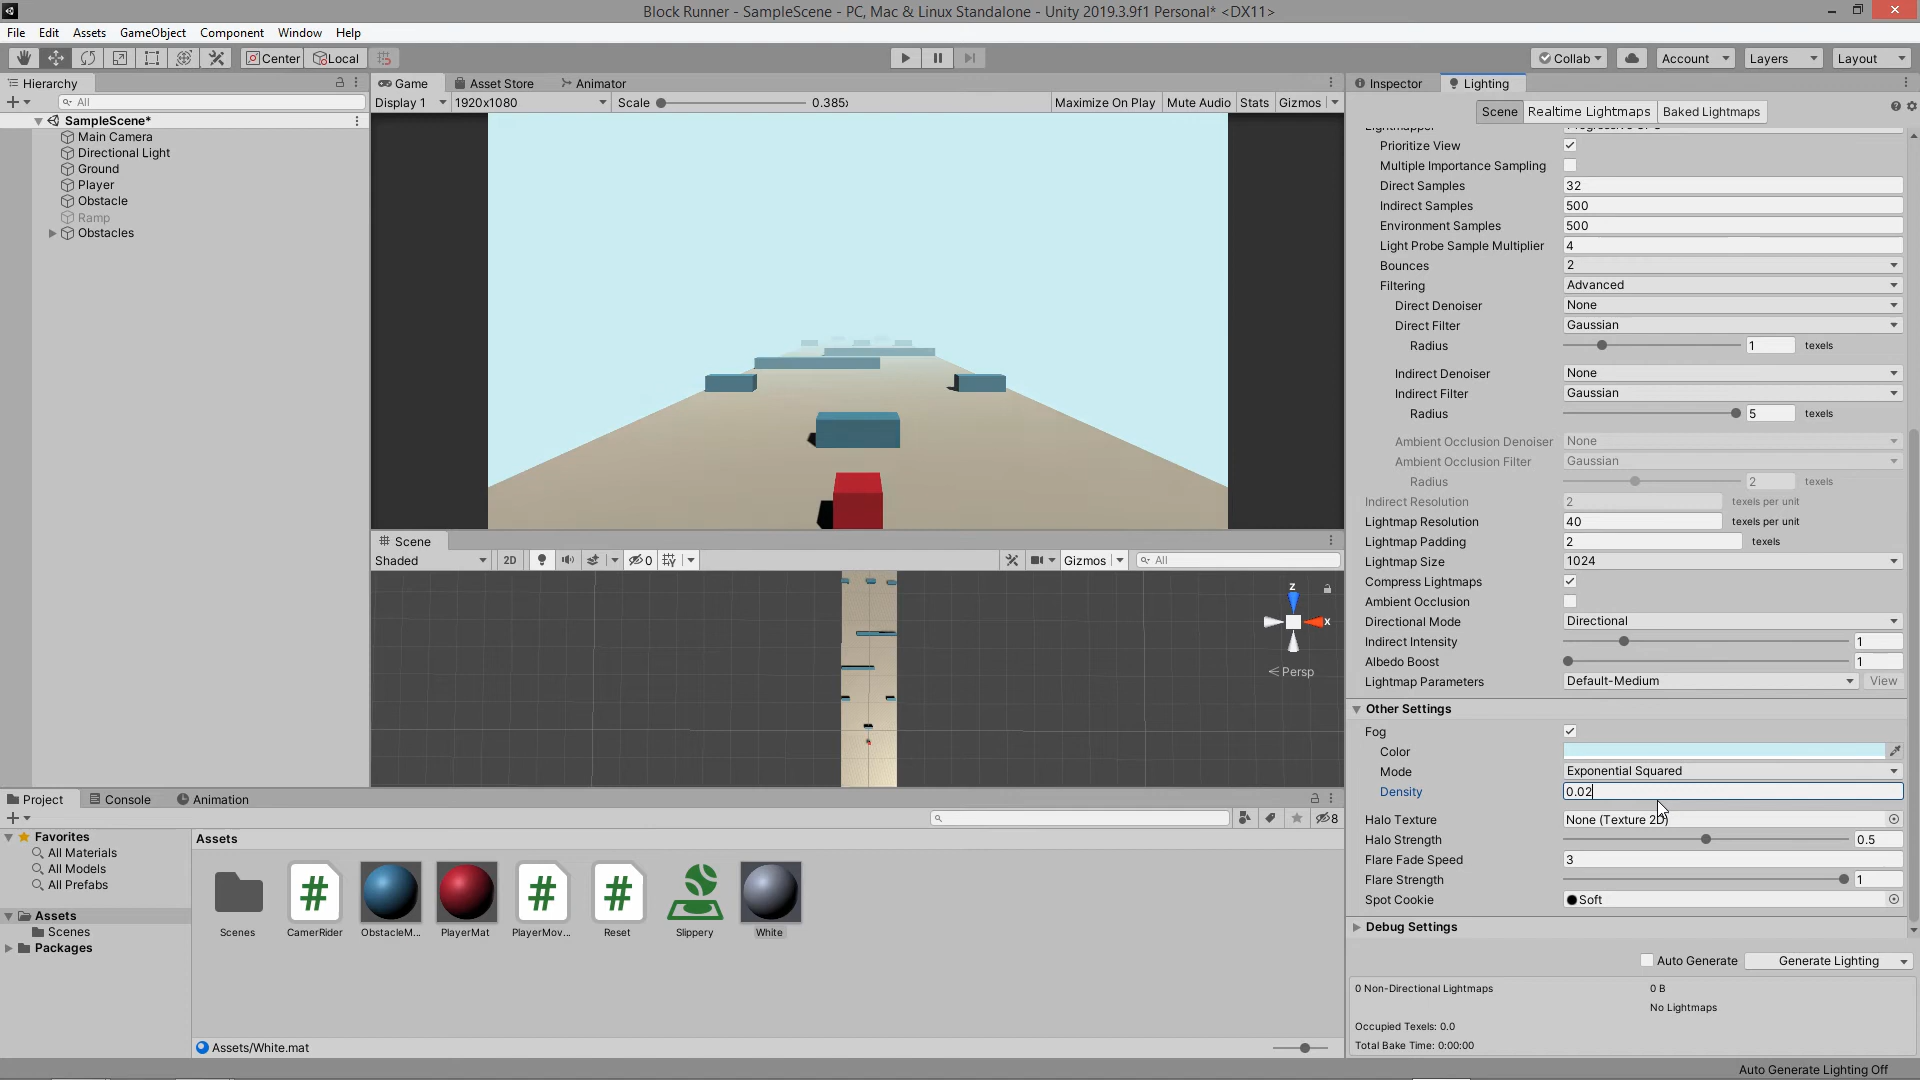 Block Runner - SampleScene - PC, Mac & Linux Standalone - Unity 2019.3.9f1 Personal* <DX11>
File Edit Assets GameObject Component Window Help
Center Local Collab Account Layers Layout
Hierarchy
All
SampleScene*
Main Camera
Directional Light
Ground
Player
Obstacle
Ramp
Obstacles
Game Asset Store Animator
Display 1 1920x1080 Scale 0.385x Maximize On Play Mute Audio Stats Gizmos
Scene
Shaded 2D 0 Gizmos All
z
x
Persp
Project Console Animation
8
Favorites
All Materials
All Models
All Prefabs
Assets
Scenes
Packages
Assets
Scenes CamerRider ObstacleM... PlayerMat PlayerMov... Reset Slippery White
Assets/White.mat
Inspector Lighting
Scene Realtime Lightmaps Baked Lightmaps
Prioritize View
Multiple Importance Sampling
Direct Samples 32
Indirect Samples 500
Environment Samples 500
Light Probe Sample Multiplier 4
Bounces 2
Filtering Advanced
Direct Denoiser None
Direct Filter Gaussian
Radius 1 texels
Indirect Denoiser None
Indirect Filter Gaussian
Radius 5 texels
Ambient Occlusion Denoiser None
Ambient Occlusion Filter Gaussian
Radius 2 texels
Indirect Resolution 2 texels per unit
Lightmap Resolution 40 texels per unit
Lightmap Padding 2 texels
Lightmap Size 1024
Compress Lightmaps
Ambient Occlusion
Directional Mode Directional
Indirect Intensity 1
Albedo Boost 1
Lightmap Parameters Default-Medium View
Other Settings
Fog
Color
Mode Exponential Squared
Density 0.02
Halo Texture None (Texture 2D)
Halo Strength 0.5
Flare Fade Speed 3
Flare Strength 1
Spot Cookie Soft
Debug Settings
Auto Generate Generate Lighting
0 Non-Directional Lightmaps 0 B
No Lightmaps
Occupied Texels: 0.0
Total Bake Time: 0:00:00
Auto Generate Lighting Off